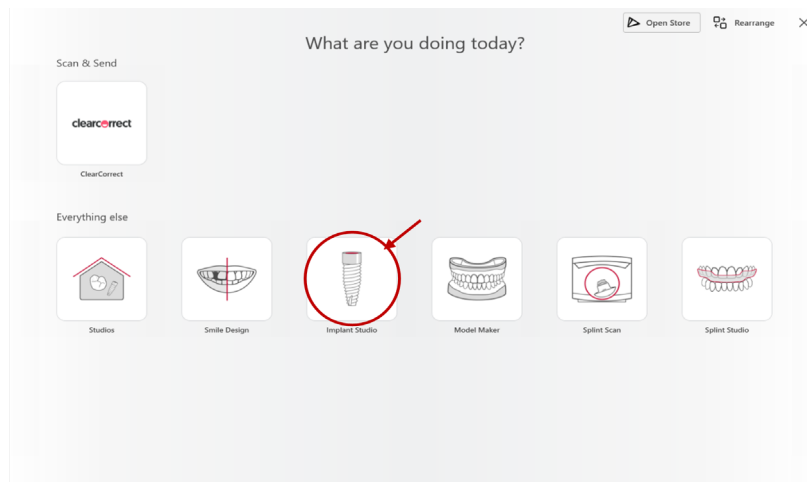 Open Store
Rearrange
What are you doing today?
Scan & Send
clearcorrect
ClearCorrect
Everything else
Studios
Smile Design
Implant Studio
Model Maker
Splint Scan
Splint Studio